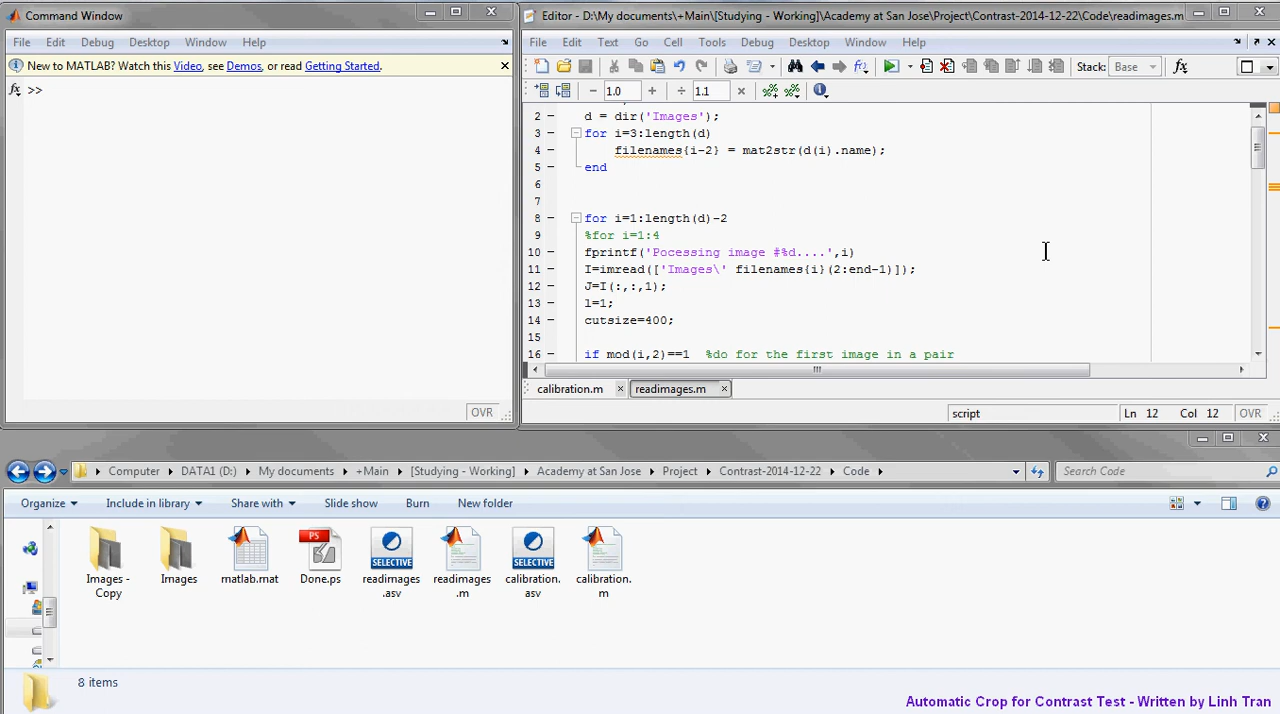 Command Window
File Edit Debug Desktop Window Help
New to MATLAB? Watch this Video, see Demos, or read Getting Started.
fx >>
OVR
Editor - D:\My documents\+Main\[Studying - Working]\Academy at San Jose\Project\Contrast-2014-12-22\Code\readimages.m
File Edit Text Go Cell Tools Debug Desktop Window Help
Stack: Base fx
− 1.0 + ÷ 1.1 ×
2 – d = dir('Images');
3 – for i=3:length(d)
4 – filenames{i-2} = mat2str(d(i).name);
5 – end
6
7
8 – for i=1:length(d)-2
9 – %for i=1:4
10 – fprintf('Pocessing image #%d....',i)
11 – I=imread(['Images\' filenames{i}(2:end-1)]);
12 – J=I(:,:,1);
13 – l=1;
14 – cutsize=400;
15
16 – if mod(i,2)==1 %do for the first image in a pair
calibration.m × readimages.m ×
script Ln 12 Col 12 OVR
Computer DATA1 (D:) My documents +Main [Studying - Working] Academy at San Jose Project Contrast-2014-12-22 Code Search Code
Organize Include in library Share with Slide show Burn New folder
PS SELECTIVE SELECTIVE
Images - Copy Images matlab.mat Done.ps readimages.asv readimages.m calibration.asv calibration.m
8 items
Automatic Crop for Contrast Test - Written by Linh Tran